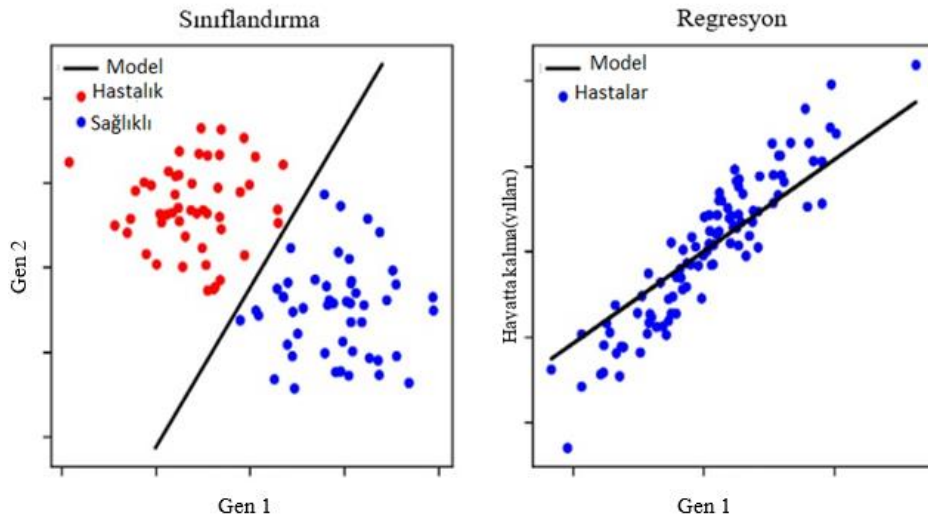 Sınıflandırma
Model
Hastalık
Sağlıklı
Gen 2
Gen 1
Regresyon
Model
Hastalar
Hayatta kalma(yılları)
Gen 1